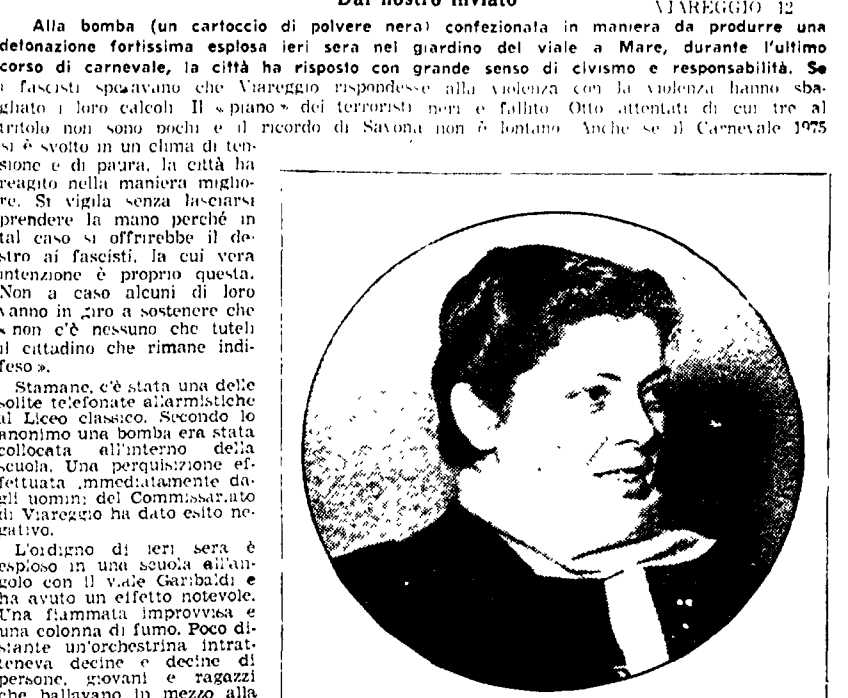 Dal nostro inviato
VIAREGGIO 12
Alla bomba (un cartoccio di polvere nera) confezionata in maniera da produrre una
detonazione fortissima esplosa ieri sera nel giardino del viale a Mare, durante l'ultimo
corso di carnevale, la città ha risposto con grande senso di civismo e responsabilità. Se
i fascisti speravano che Viareggio rispondesse alla violenza con la violenza hanno sba-
gliato i loro calcoli Il « piano » dei terroristi neri e fallito Otto attentati di cui tre al
tritolo non sono pochi e il ricordo di Savona non è lontano Anche se il Carnevale 1975
si è svolto in un clima di ten-
sione e di paura, la città ha
reagito nella maniera miglio-
re. Si vigila senza lasciarsi
prendere la mano perché in
tal caso si offrirebbe il de-
stro ai fascisti, la cui vera
intenzione è proprio questa.
Non a caso alcuni di loro
vanno in giro a sostenere che
« non c'è nessuno che tuteli
il cittadino che rimane indi-
feso ».
Stamane, c'è stata una delle
solite telefonate allarmistiche
al Liceo classico. Secondo lo
anonimo una bomba era stata
collocata all'interno della
scuola. Una perquisizione ef-
fettuata immediatamente da-
gli uomini del Commissariato
di Viareggio ha dato esito ne-
gativo.
L'ordigno di ieri sera è
esploso in una scuola all'an-
golo con il viale Garibaldi e
ha avuto un effetto notevole.
Una fiammata improvvisa e
una colonna di fumo. Poco di-
stante un'orchestrina intrat-
teneva decine e decine di
persone, giovani e ragazzi
che ballavano in mezzo alla